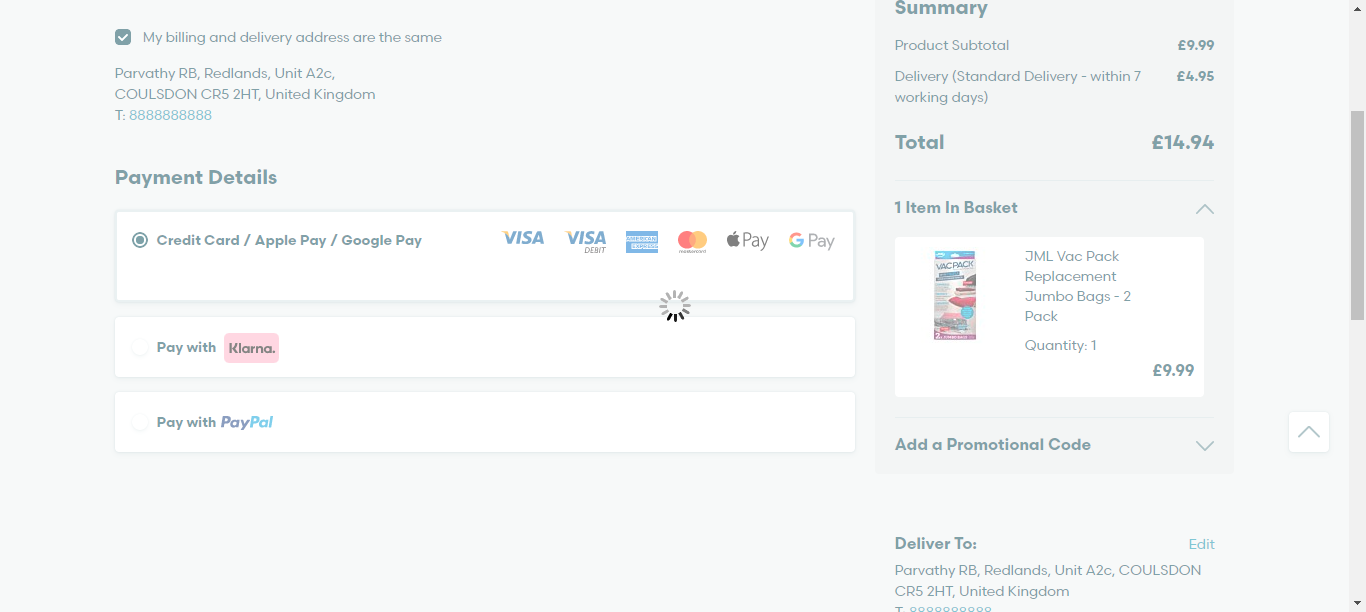 My billing and delivery address are the same
Parvathy RB, Redlands, Unit A2c,
COULSDON CR5 2HT, United Kingdom
T: 8888888888
Payment Details
Credit Card / Apple Pay / Google Pay
VISA
VISA DEBIT
AMERICAN EXPRESS
mastercard
Pay
G Pay
Pay with Klarna.
Pay with PayPal
Summary
Product Subtotal £9.99
Delivery (Standard Delivery - within 7 £4.95
working days)
Total £14.94
1 Item In Basket
VACPACK
JML Vac Pack
Replacement
Jumbo Bags - 2
Pack
Quantity: 1
£9.99
Add a Promotional Code
Deliver To: Edit
Parvathy RB, Redlands, Unit A2c, COULSDON
CR5 2HT, United Kingdom
T: 8888888888